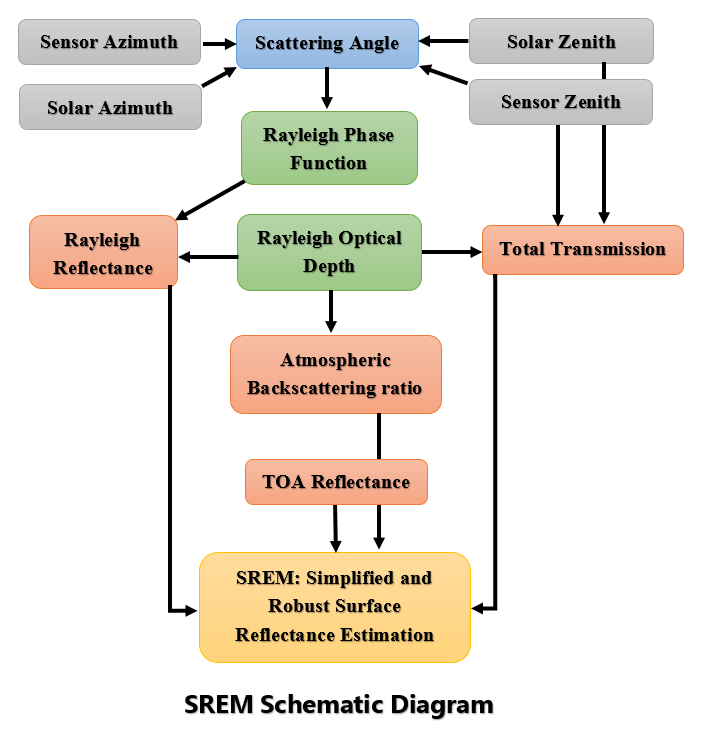 Sensor Azimuth
Scattering Angle
Solar Zenith
Solar Azimuth
Sensor Zenith
Rayleigh Phase
Function
Rayleigh
Reflectance
Rayleigh Optical
Depth
Total Transmission
Atmospheric
Backscattering ratio
TOA Reflectance
SREM: Simplified and
Robust Surface
Reflectance Estimation
SREM Schematic Diagram